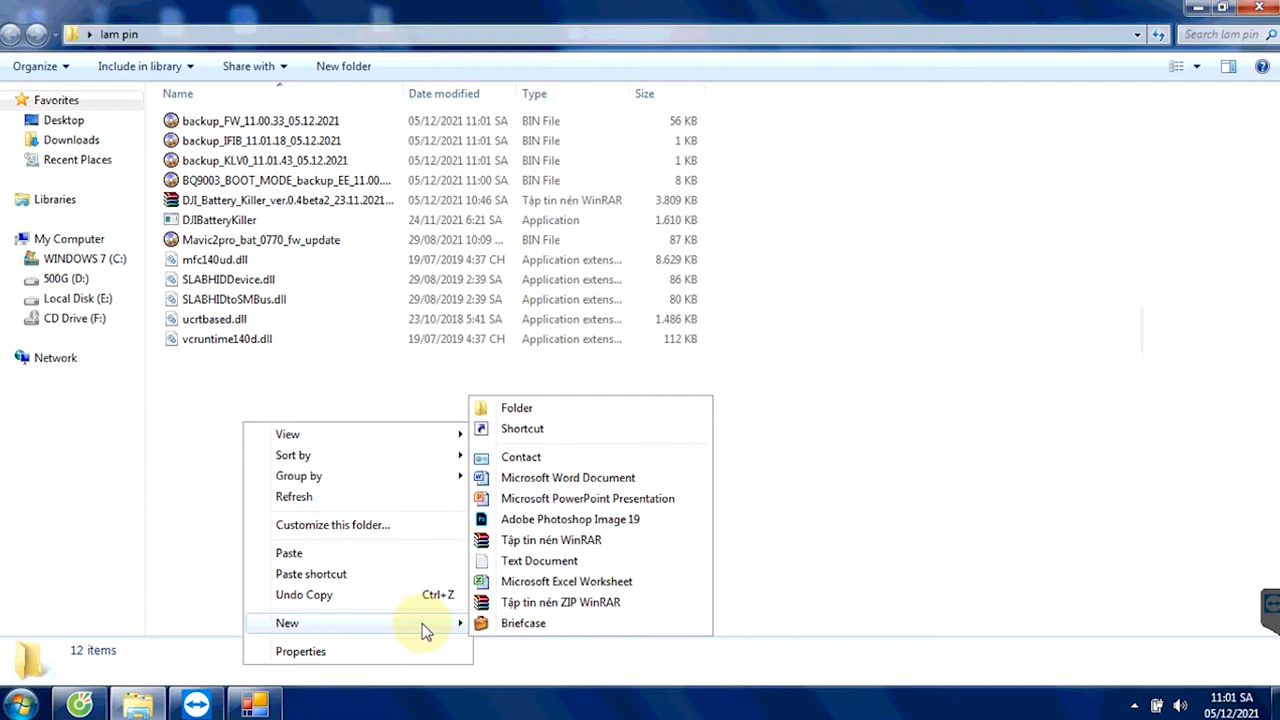 lam pin
Search lam pin
Organize
Include in library
Share with
New folder
Favorites
Desktop
Downloads
Recent Places
Libraries
My Computer
WINDOWS 7 (C:)
500G (D:)
Local Disk (E:)
CD Drive (F:)
Network
Name Date modified Type Size
backup_FW_11.00.33_05.12.2021 05/12/2021 11:01 SA BIN File 56 KB
backup_IFIB_11.01.18_05.12.2021 05/12/2021 11:01 SA BIN File 1 KB
backup_KLV0_11.01.43_05.12.2021 05/12/2021 11:01 SA BIN File 1 KB
BQ9003_BOOT_MODE_backup_EE_11.00.... 05/12/2021 11:00 SA BIN File 8 KB
DJI_Battery_Killer_ver.0.4beta2_23.11.2021... 05/12/2021 10:46 SA Tập tin nén WinRAR 3.809 KB
DJIBatteryKiller 24/11/2021 6:21 SA Application 1.610 KB
Mavic2pro_bat_0770_fw_update 29/08/2021 10:09 ... BIN File 87 KB
mfc140ud.dll 19/07/2019 4:37 CH Application extens... 8.629 KB
SLABHIDDevice.dll 29/08/2019 2:39 SA Application extens... 86 KB
SLABHIDtoSMBus.dll 29/08/2019 2:39 SA Application extens... 80 KB
ucrtbased.dll 23/10/2018 5:41 SA Application extens... 1.486 KB
vcruntime140d.dll 19/07/2019 4:37 CH Application extens... 112 KB
View
Sort by
Group by
Refresh
Customize this folder...
Paste
Paste shortcut
Undo Copy Ctrl+Z
New
Properties
Folder
Shortcut
Contact
Microsoft Word Document
Microsoft PowerPoint Presentation
Adobe Photoshop Image 19
Tập tin nén WinRAR
Text Document
Microsoft Excel Worksheet
Tập tin nén ZIP WinRAR
Briefcase
12 items
11:01 SA
05/12/2021